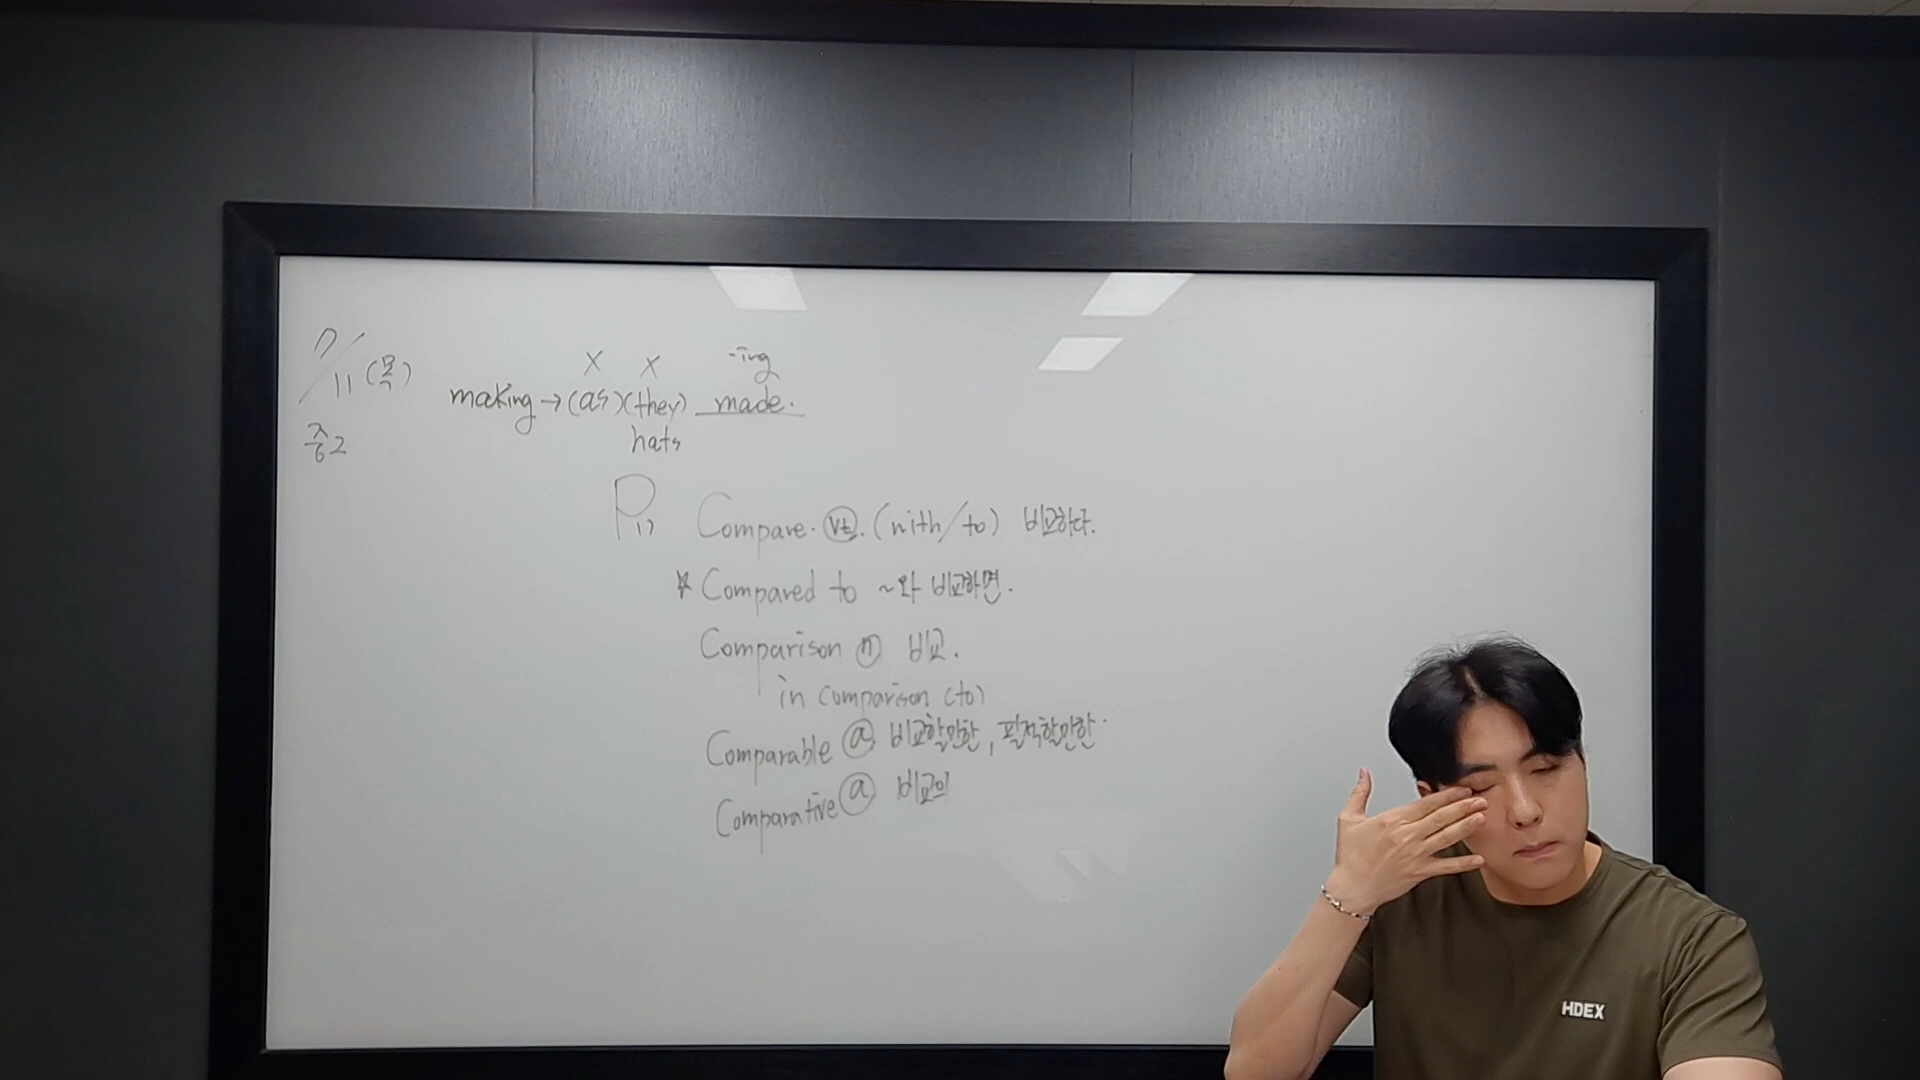 7/11 (목)
중2
X X -ing
making → (as)(they) made.
hats
P17
Compare. vt. (with/to) 비교하다.
* Compared to ~와 비교하면.
Comparison n 비교.
in comparison (to)
Comparable a 비교할만한, 필적할만한.
Comparative a 비교의
HDEX